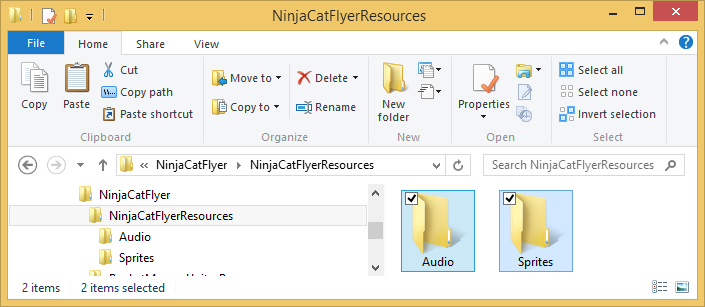 NinjaCatFlyerResources
File Home Share View
Copy
Paste
Cut
Copy path
Paste shortcut
Clipboard
Move to
Copy to
Delete
Rename
Organize
New folder
New
Properties
Open
Select all
Select none
Invert selection
Select
NinjaCatFlyer NinjaCatFlyerResources
Search NinjaCatFlyerResources
NinjaCatFlyer
NinjaCatFlyerResources
Audio
Sprites
Audio
Sprites
2 items 2 items selected